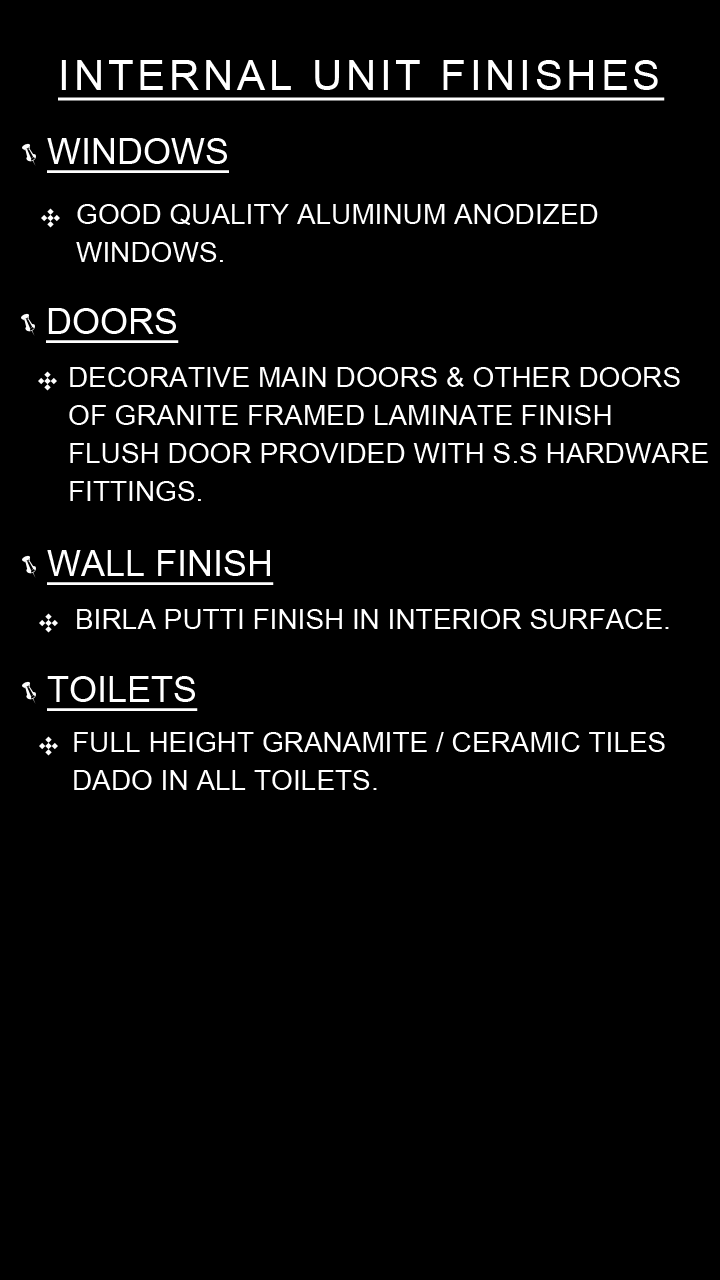 INTERNAL UNIT FINISHES
WINDOWS
GOOD QUALITY ALUMINUM ANODIZED
WINDOWS.
DOORS
DECORATIVE MAIN DOORS & OTHER DOORS
OF GRANITE FRAMED LAMINATE FINISH
FLUSH DOOR PROVIDED WITH S.S HARDWARE
FITTINGS.
WALL FINISH
BIRLA PUTTI FINISH IN INTERIOR SURFACE.
TOILETS
FULL HEIGHT GRANAMITE / CERAMIC TILES
DADO IN ALL TOILETS.